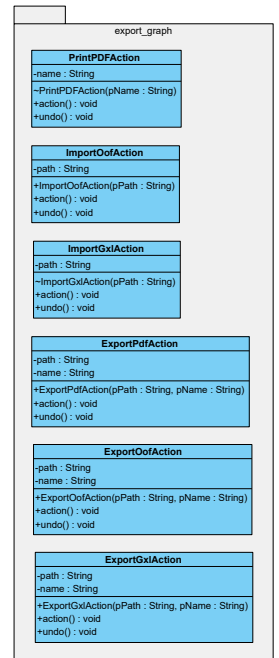 export_graph
PrintPDFAction
-name : String
~PrintPDFAction(pName : String)
+action() : void
+undo() : void
ImportOofAction
-path : String
+ImportOofAction(pPath : String)
+action() : void
+undo() : void
ImportGxlAction
-path : String
~ImportGxlAction(pPath : String)
+action() : void
+undo() : void
ExportPdfAction
-path : String
-name : String
+ExportPdfAction(pPath : String, pName : String)
+action() : void
+undo() : void
ExportOofAction
-path : String
-name : String
+ExportOofAction(pPath : String, pName : String)
+action() : void
+undo() : void
ExportGxlAction
-path : String
-name : String
+ExportGxlAction(pPath : String, pName : String)
+action() : void
+undo() : void